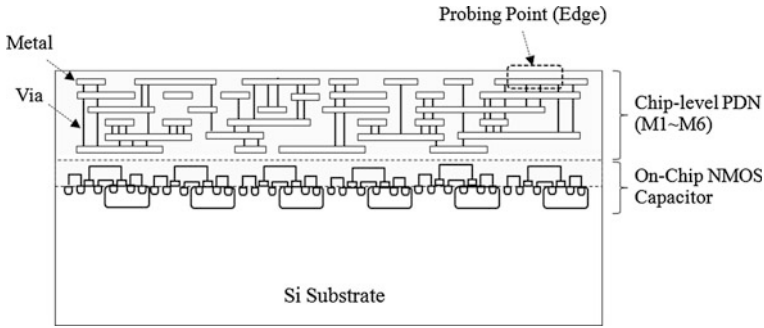 Probing Point (Edge)
Metal
Via
Chip-level PDN
(M1~M6)
On-Chip NMOS
Capacitor
Si Substrate